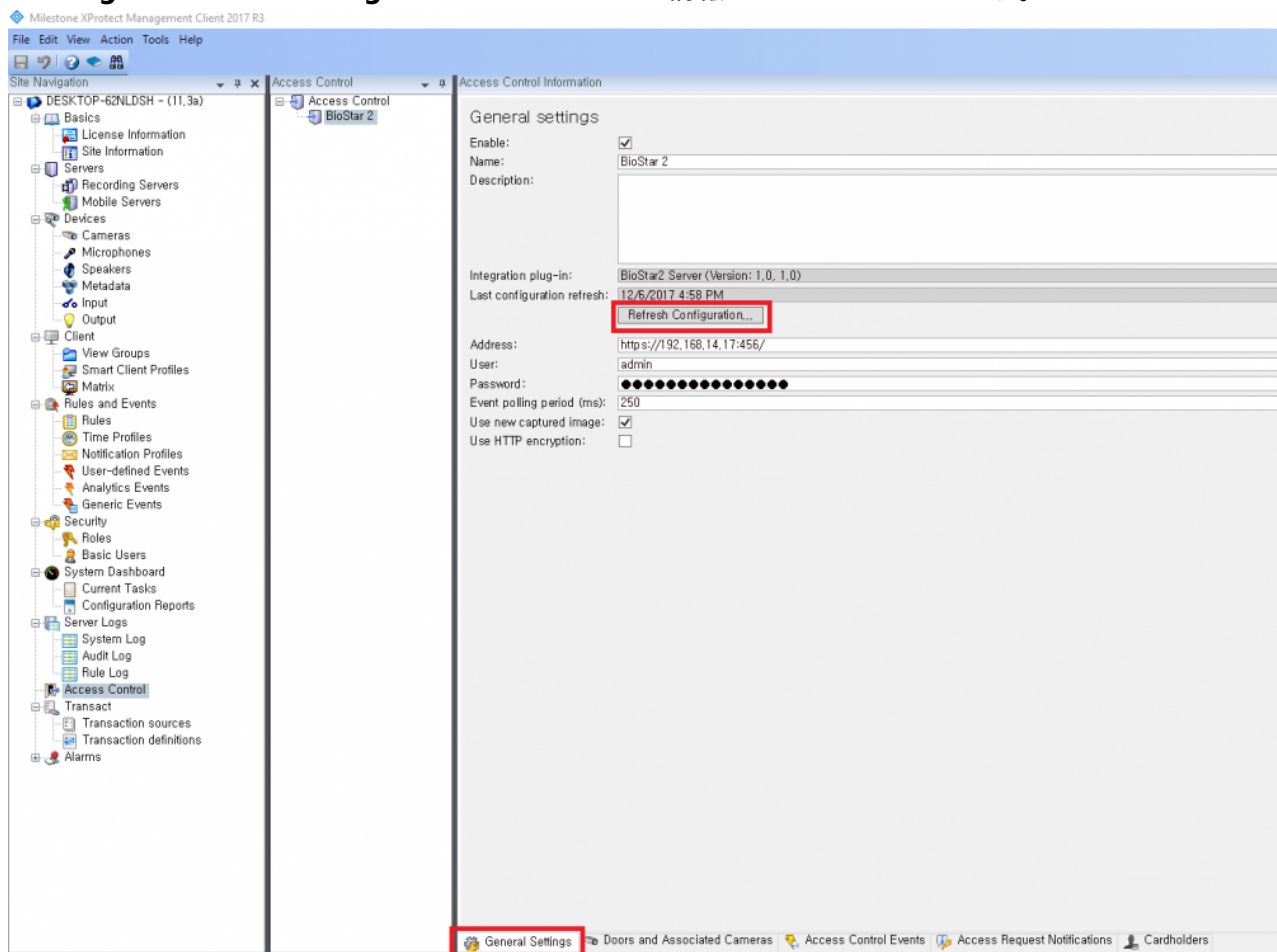 Milestone XProtect Management Client 2017 R3
File Edit View Action Tools Help
Site Navigation
DESKTOP-62NLDSH - (11,3a)
Basics
License Information
Site Information
Servers
Recording Servers
Mobile Servers
Devices
Cameras
Microphones
Speakers
Metadata
Input
Output
Client
View Groups
Smart Client Profiles
Matrix
Rules and Events
Rules
Time Profiles
Notification Profiles
User-defined Events
Analytics Events
Generic Events
Security
Roles
Basic Users
System Dashboard
Current Tasks
Configuration Reports
Server Logs
System Log
Audit Log
Rule Log
Access Control
Transact
Transaction sources
Transaction definitions
Alarms
Access Control
Access Control
BioStar 2
Access Control Information
General settings
Enable:
Name: BioStar 2
Description:
Integration plug-in: BioStar2 Server (Version: 1,0, 1,0)
Last configuration refresh: 12/6/2017 4:58 PM
Refresh Configuration,,,
Address: https://192,168,14,17:456/
User: admin
Password: ●●●●●●●●●●●●●●●
Event polling period (ms): 250
Use new captured image:
Use HTTP encryption:
General Settings Doors and Associated Cameras Access Control Events Access Request Notifications Cardholders